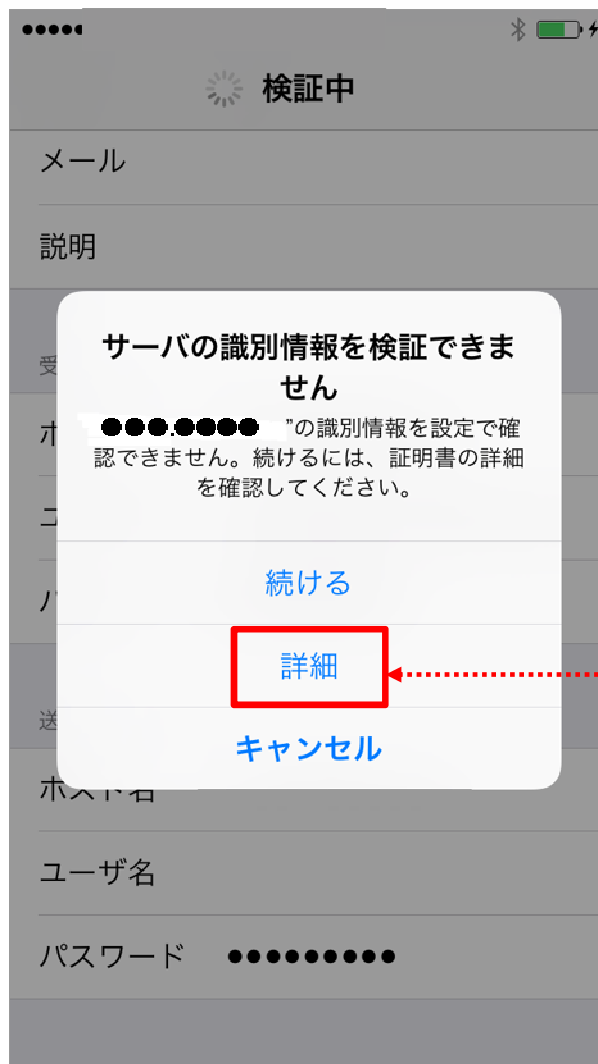 検証中
メール
説明
サーバの識別情報を検証できま
せん
●●●.●●●●　”の識別情報を設定で確
認できません。続けるには、証明書の詳細
を確認してください。
続ける
詳細
キャンセル
ホスト名
ユーザ名
パスワード ●●●●●●●●●